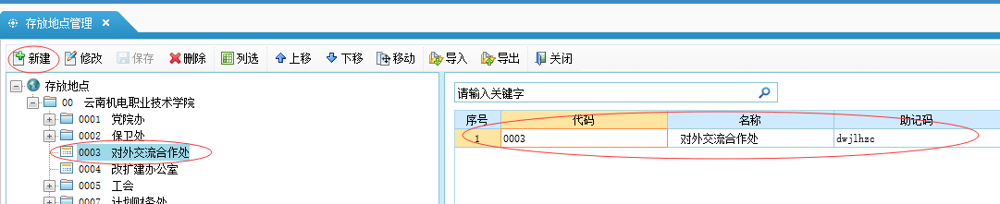 存放地点管理
新建 修改 保存 删除 列选 上移 下移 移动 导入 导出 关闭
存放地点
00 云南机电职业技术学院
0001 党院办
0002 保卫处
0003 对外交流合作处
0004 改扩建办公室
0005 工会
0007 计划财务处
请输入关键字
序号 代码 名称 助记码
1 0003 对外交流合作处 dwjlhzc